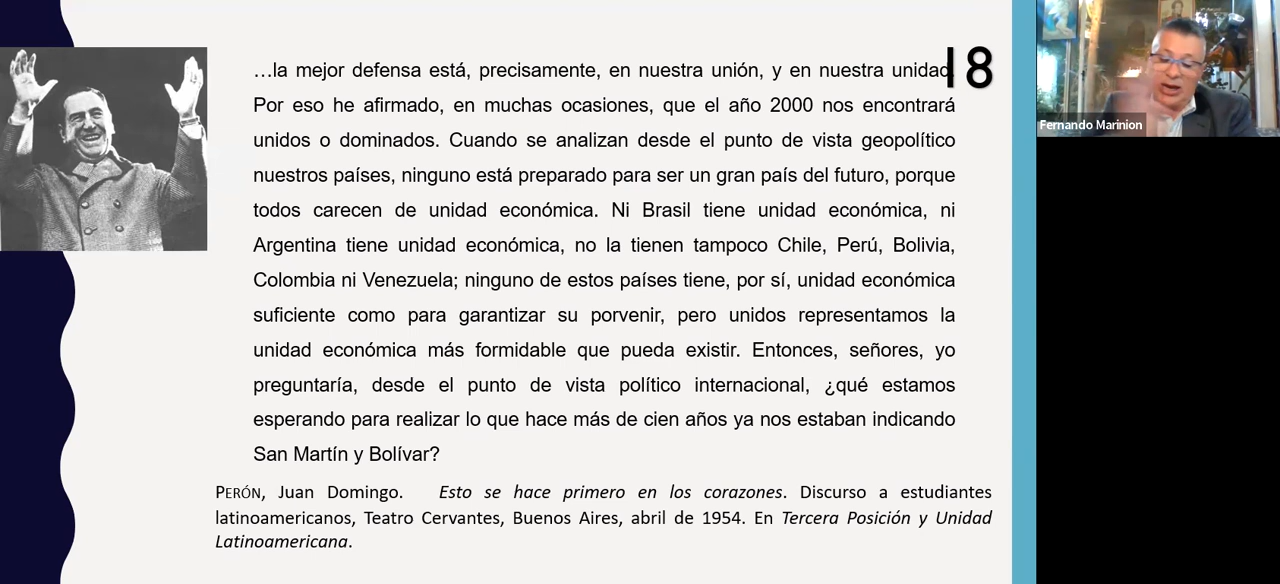 …la mejor defensa está, precisamente, en nuestra unión, y en nuestra unidad.
18
Por eso he afirmado, en muchas ocasiones, que el año 2000 nos encontrará
unidos o dominados. Cuando se analizan desde el punto de vista geopolítico
nuestros países, ninguno está preparado para ser un gran país del futuro, porque
todos carecen de unidad económica. Ni Brasil tiene unidad económica, ni
Argentina tiene unidad económica, no la tienen tampoco Chile, Perú, Bolivia,
Colombia ni Venezuela; ninguno de estos países tiene, por sí, unidad económica
suficiente como para garantizar su porvenir, pero unidos representamos la
unidad económica más formidable que pueda existir. Entonces, señores, yo
preguntaría, desde el punto de vista político internacional, ¿qué estamos
esperando para realizar lo que hace más de cien años ya nos estaban indicando
San Martín y Bolívar?
PERÓN, Juan Domingo. Esto se hace primero en los corazones. Discurso a estudiantes
latinoamericanos, Teatro Cervantes, Buenos Aires, abril de 1954. En Tercera Posición y Unidad
Latinoamericana.
Fernando Marinion